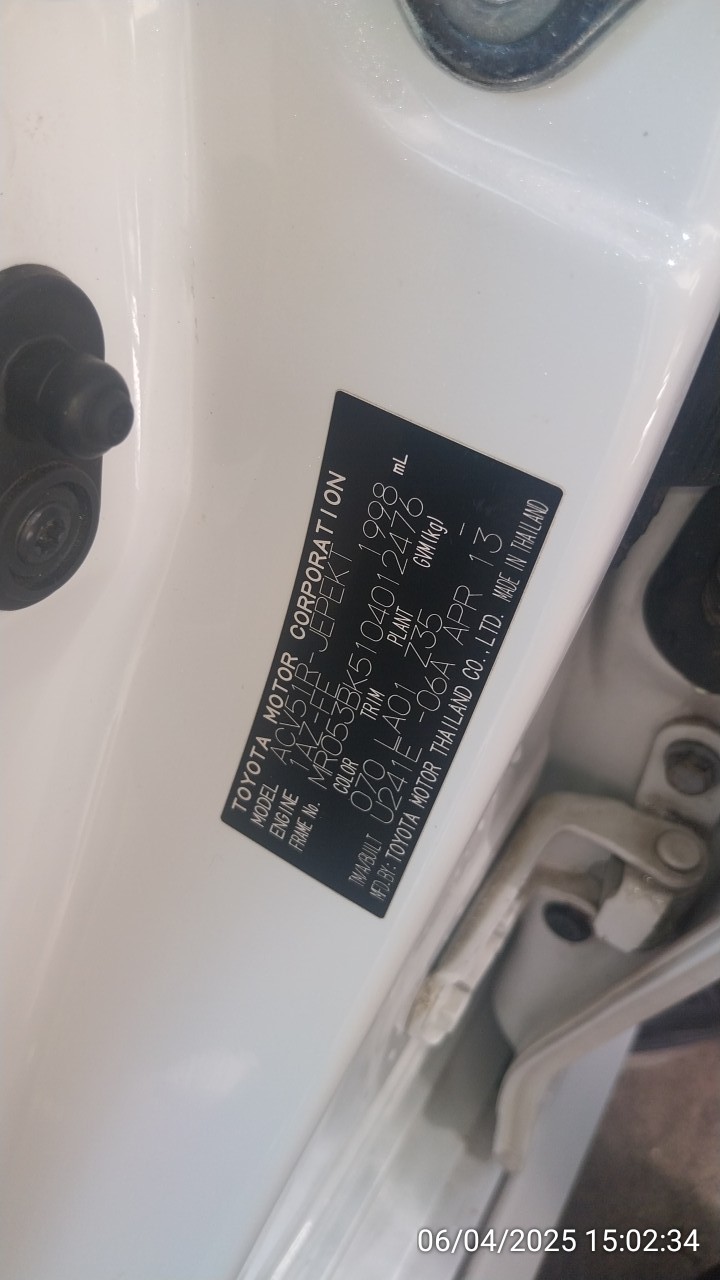 TOYOTA MOTOR CORPORATION
MODEL ACV51R-JEPEKT
ENGINE 1AZ-FE 1998 mL
FRAME No. MR053BK5104012476
COLOR TRIM PLANT GVM(kg)
070 LA01 Z35 —
TM/A/BUILT U241E -06A APR 13
MFD.BY: TOYOTA MOTOR THAILAND CO.,LTD. MADE IN THAILAND
06/04/2025 15:02:34